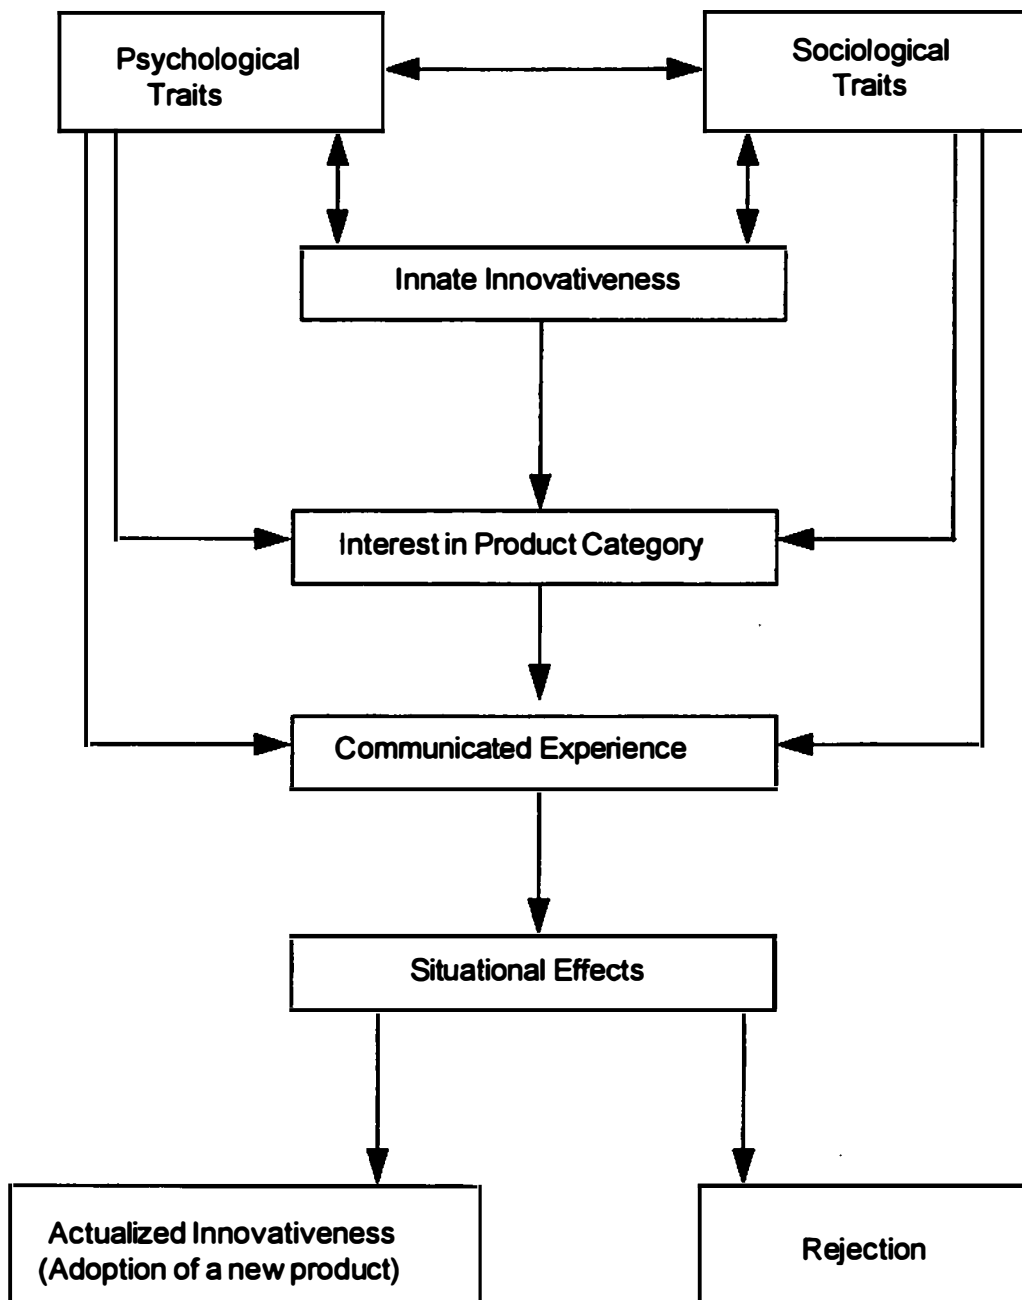 Psychological
Traits
Sociological
Traits
Innate Innovativeness
Interest in Product Category
Communicated Experience
Situational Effects
Actualized Innovativeness
(Adoption of a new product)
Rejection